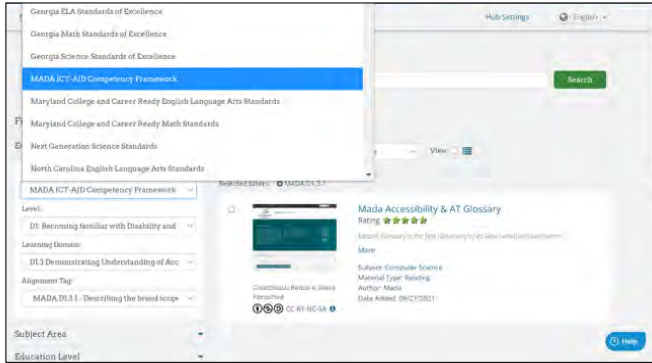 Georgia ELA Standards of Excellence
Hub Settings
English
Georgia Math Standards of Excellence
Georgia Science Standards of Excellence
MADA ICT-AID Competency Framework
Search
Maryland College and Career Ready English Language Arts Standards
Maryland College and Career Ready Math Standards
Next Generation Science Standards
View
North Carolina English Language Arts Standards
MADA ICT-AID Competency Framework
Selected filters: MADA.D1.3.1
Level:
D1: Becoming familiar with Disability and
Learning Domain:
D1.3 Demonstrating Understanding of Acc
Alignment Tag:
MADA.D1.3.1 - Describing the broad scope
Mada Accessibility & AT Glossary
Rating
More
Subject: Computer Science
Material Type: Reading
Author: Mada
Date Added: 09/27/2021
Conditional Remix & Share
Permitted
CC BY-NC-SA
Subject Area
Education Level
Help